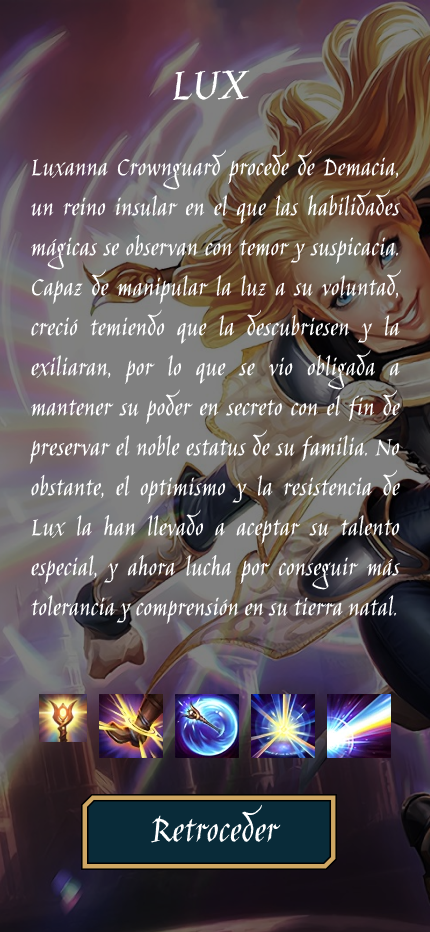 LUX
Luxanna Crownguard procede de Demacia,
un reino insular en el que las habilidades
mágicas se observan con temor y suspicacia.
Capaz de manipular la luz a su voluntad,
creció temiendo que la descubriesen y la
exiliaran, por lo que se vio obligada a
mantener su poder en secreto con el fin de
preservar el noble estatus de su familia. No
obstante, el optimismo y la resistencia de
Lux la han llevado a aceptar su talento
especial, y ahora lucha por conseguir más
tolerancia y comprensión en su tierra natal.
Retroceder